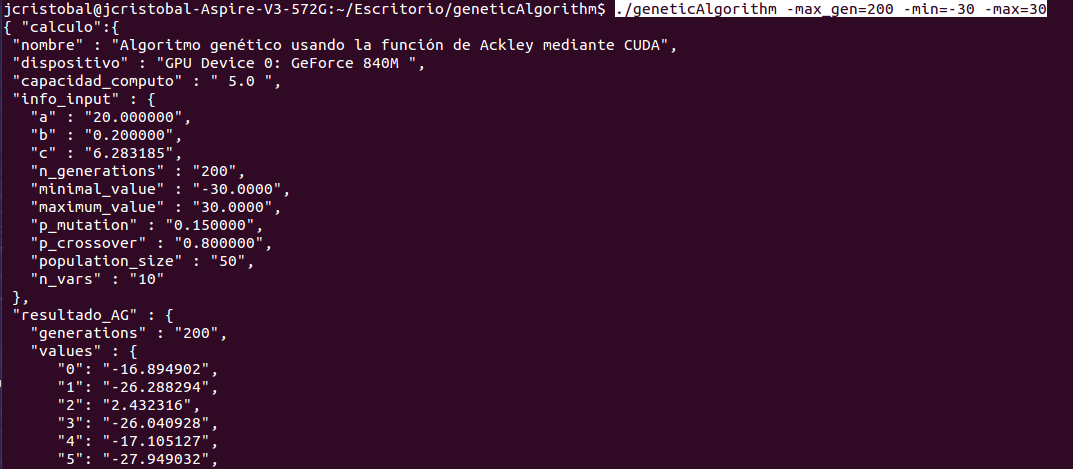 jcristobal@jcristobal-Aspire-V3-572G:~/Escritorio/geneticAlgorithm$ ./geneticAlgorithm -max_gen=200 -min=-30 -max=30
{ "calculo":{
 "nombre" : "Algoritmo genético usando la función de Ackley mediante CUDA",
 "dispositivo" : "GPU Device 0: GeForce 840M ",
 "capacidad_computo" : " 5.0 ",
 "info_input" : {
   "a" : "20.000000",
   "b" : "0.200000",
   "c" : "6.283185",
   "n_generations" : "200",
   "minimal_value" : "-30.0000",
   "maximum_value" : "30.0000",
   "p_mutation" : "0.150000",
   "p_crossover" : "0.800000",
   "population_size" : "50",
   "n_vars" : "10"
 },
 "resultado_AG" : {
   "generations" : "200",
   "values" : {
      "0": "-16.894902",
      "1": "-26.288294",
      "2": "2.432316",
      "3": "-26.040928",
      "4": "-17.105127",
      "5": "-27.949032",